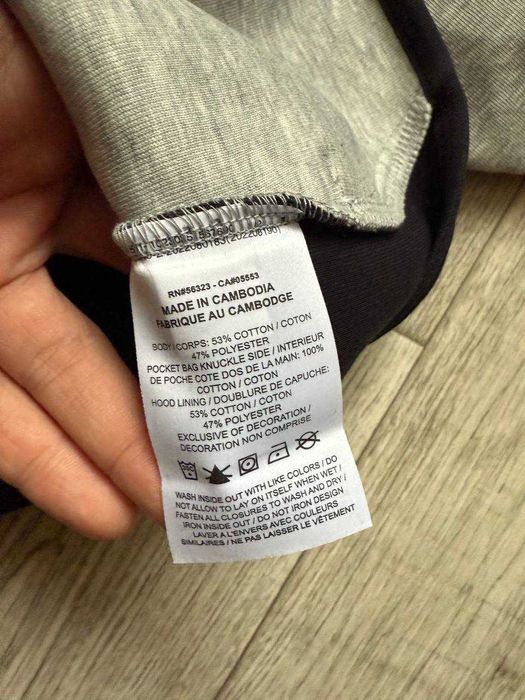 RN#56323 - CA#05553
MADE IN CAMBODIA
FABRIQUE AU CAMBODGE
BODY / CORPS: 53% COTTON / COTON
47% POLYESTER
POCKET BAG KNUCKLE SIDE / INTERIEUR
DE POCHE COTE DOS DE LA MAIN: 100%
COTTON / COTON
HOOD LINING / DOUBLURE DE CAPUCHE:
53% COTTON / COTON
47% POLYESTER
EXCLUSIVE OF DECORATION /
DECORATION NON COMPRISE
WASH INSIDE OUT WITH LIKE COLORS / DO
NOT ALLOW TO LAY ON ITSELF WHEN WET /
FASTEN ALL CLOSURES TO WASH AND DRY /
IRON INSIDE OUT / DO NOT IRON DESIGN
LAVER A L'ENVERS AVEC COULEURS
SIMILAIRES / NE PAS LAISSER LE VÊTEMENT